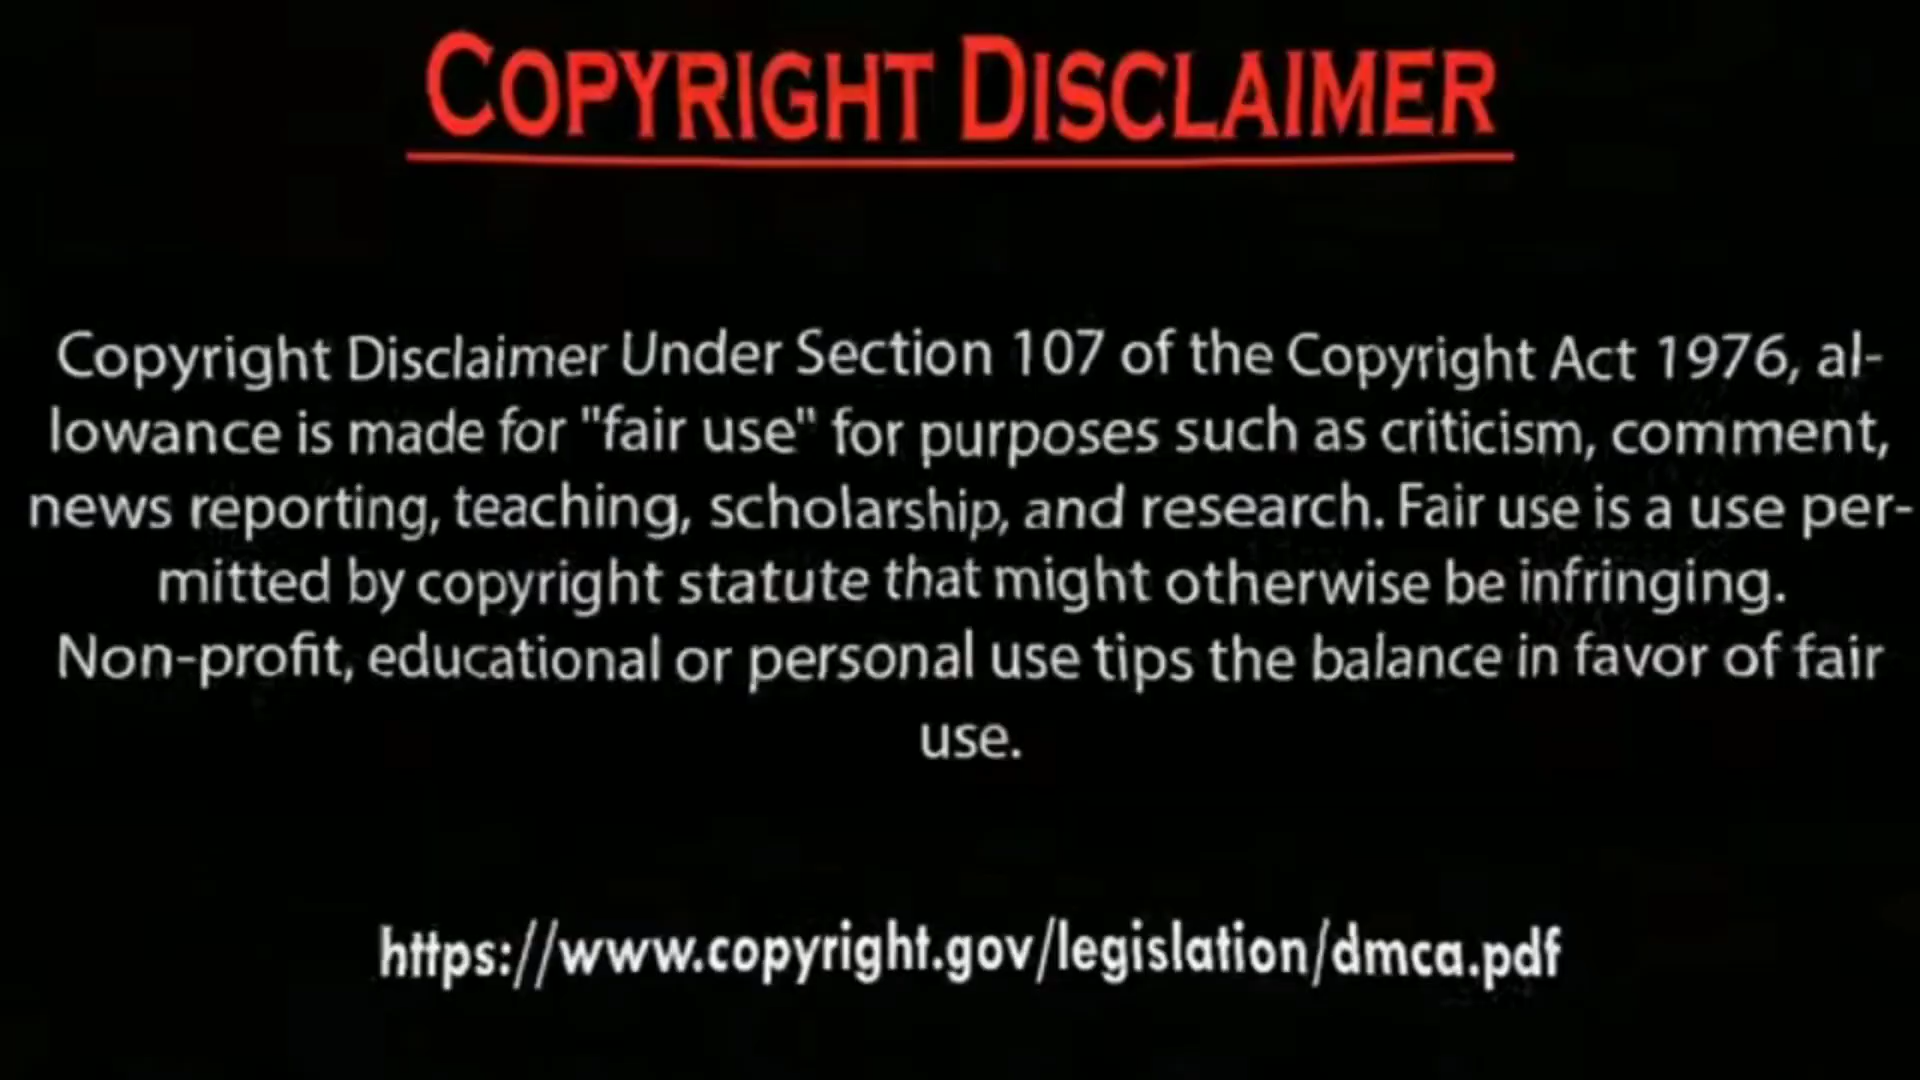 COPYRIGHT DISCLAIMER
Copyright Disclaimer Under Section 107 of the Copyright Act 1976, al-
lowance is made for "fair use" for purposes such as criticism, comment,
news reporting, teaching, scholarship, and research. Fair use is a use per-
mitted by copyright statute that might otherwise be infringing.
Non-profit, educational or personal use tips the balance in favor of fair
use.
https://www.copyright.gov/legislation/dmca.pdf